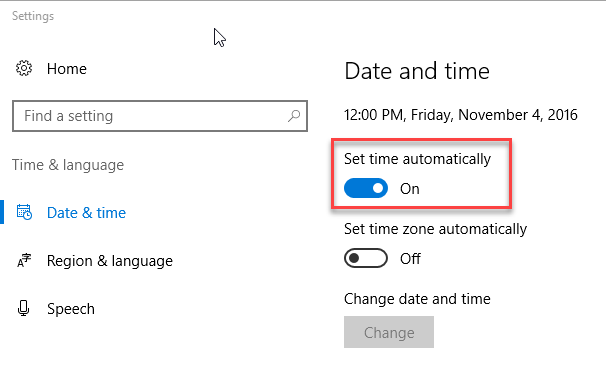 Settings
Home
Find a setting
Time & language
Date & time
Region & language
Speech
Date and time
12:00 PM, Friday, November 4, 2016
Set time automatically
On
Set time zone automatically
Off
Change date and time
Change